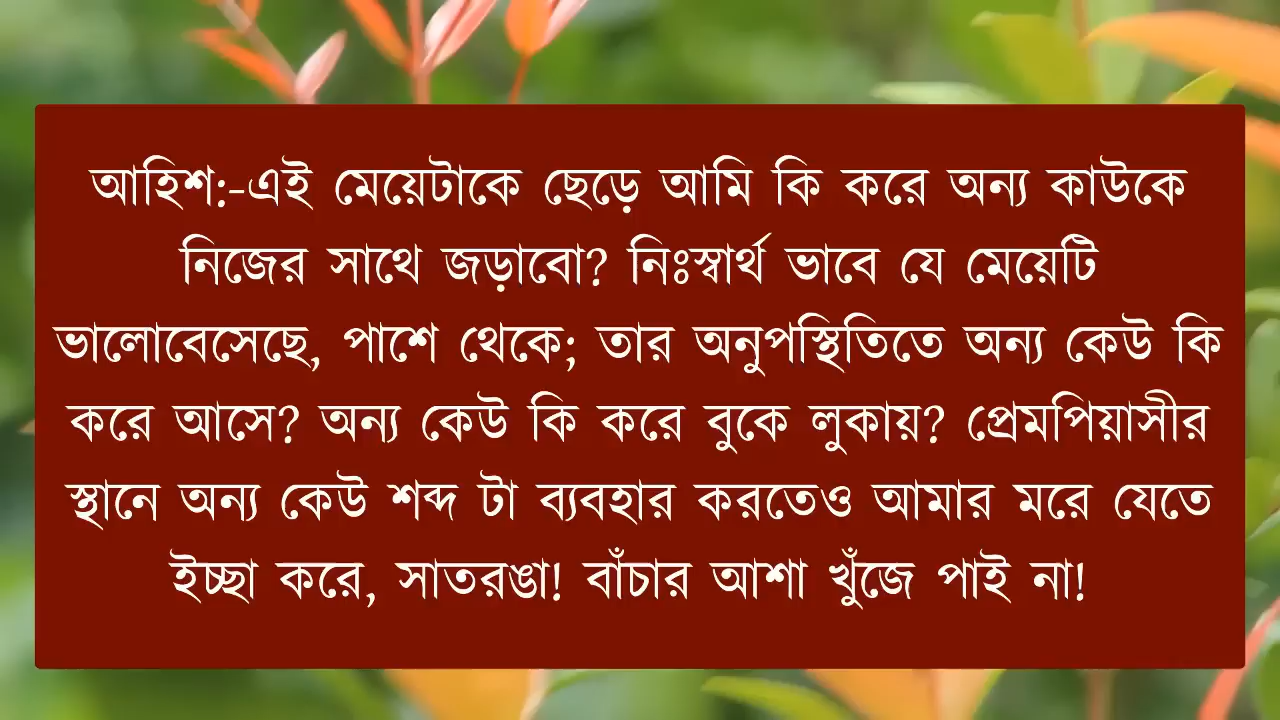 আহিশ:-এই মেয়েটাকে ছেড়ে আমি কি করে অন্য কাউকে
নিজের সাথে জড়াবো? নিঃস্বার্থ ভাবে যে মেয়েটি
ভালোবেসেছে, পাশে থেকে; তার অনুপস্থিতিতে অন্য কেউ কি
করে আসে? অন্য কেউ কি করে বুকে লুকায়? প্রেমপিয়াসীর
স্থানে অন্য কেউ শব্দ টা ব্যবহার করতেও আমার মরে যেতে
ইচ্ছা করে, সাতরঙা! বাঁচার আশা খুঁজে পাই না!